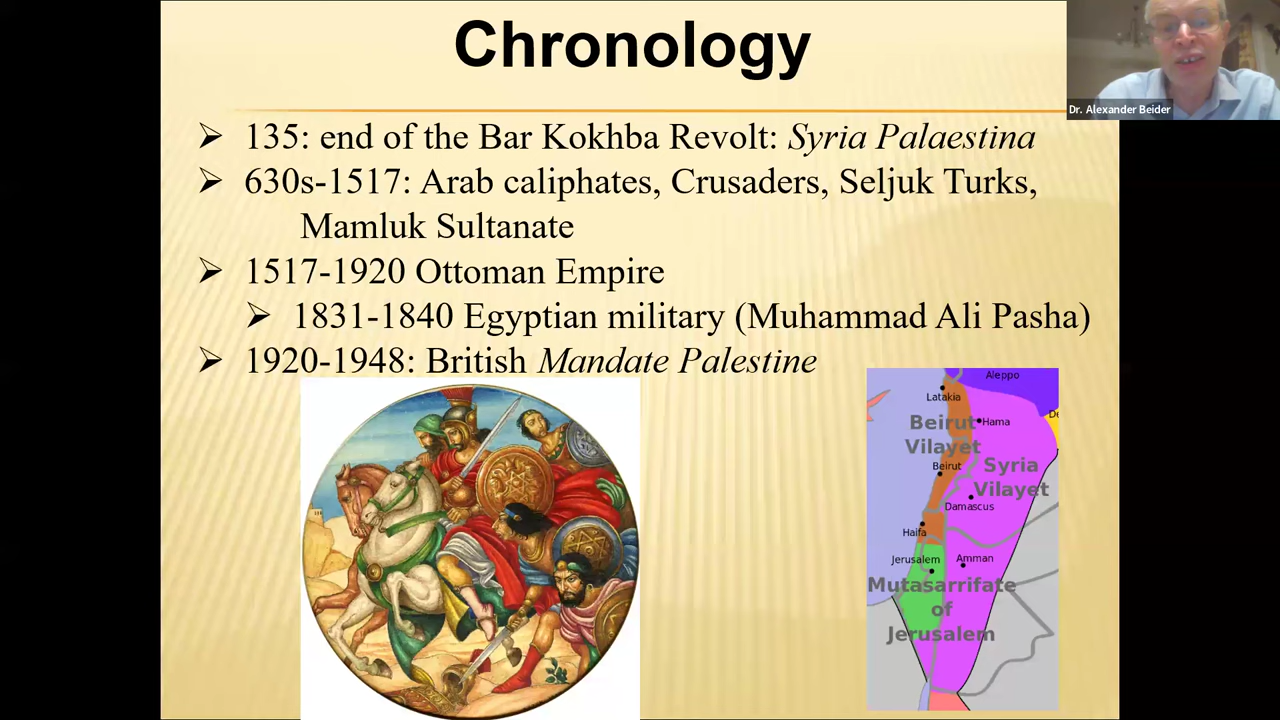 Chronology
Dr. Alexander Beider
➢ 135: end of the Bar Kokhba Revolt: Syria Palaestina
➢ 630s-1517: Arab caliphates, Crusaders, Seljuk Turks,
Mamluk Sultanate
➢ 1517-1920 Ottoman Empire
➢ 1831-1840 Egyptian military (Muhammad Ali Pasha)
➢ 1920-1948: British Mandate Palestine
Aleppo
Latakia
De
Hama
Beirut
Vilayet
Beirut
Syria
Vilayet
Damascus
Haifa
Jerusalem
Amman
Mutasarrifate
of
Jerusalem